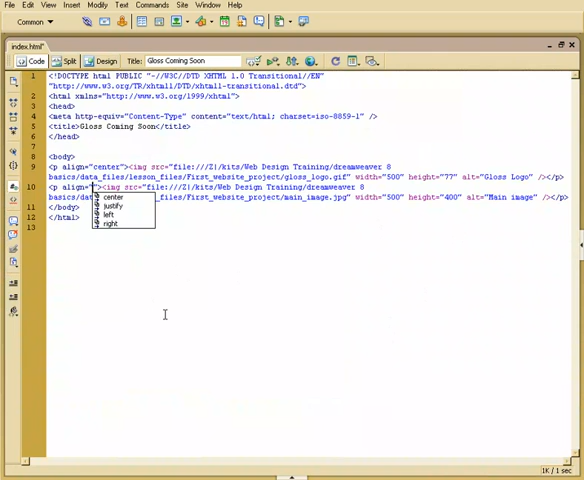 File Edit View Insert Modify Text Commands Site Window Help
Common
index.html*
Code Split Design Title: Gloss Coming Soon
1 <!DOCTYPE html PUBLIC "-//W3C//DTD XHTML 1.0 Transitional//EN"
"http://www.w3.org/TR/xhtml1/DTD/xhtml1-transitional.dtd">
2 <html xmlns="http://www.w3.org/1999/xhtml">
3 <head>
4 <meta http-equiv="Content-Type" content="text/html; charset=iso-8859-1" />
5 <title>Gloss Coming Soon</title>
6 </head>
7
8 <body>
9 <p align="center"><img src="file:///Z|/kits/Web Design Training/dreamweaver 8
basics/data_files/lesson_files/First_website_project/gloss_logo.gif" width="500" height="77" alt="Gloss Logo" /></p>
10 <p align=""><img src="file:///Z|/kits/Web Design Training/dreamweaver 8
basics/dat files/First_website_project/main_image.jpg" width="500" height="400" alt="Main image" /></p>
center
justify
left
right
11 </body>
12 </html>
13
1K / 1 sec